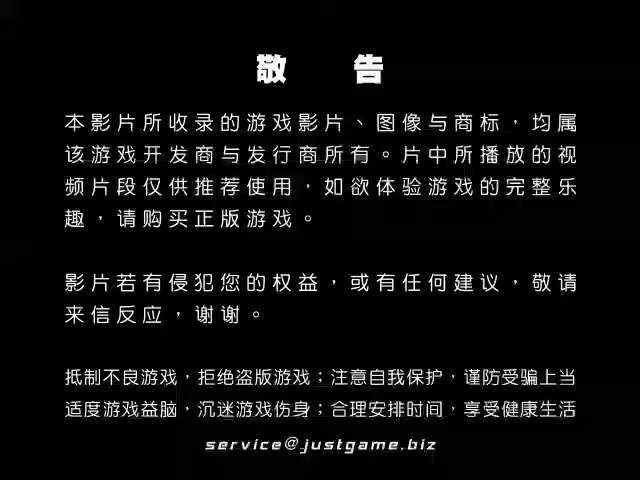 敬 告
本影片所收录的游戏影片、图像与商标，均属
该游戏开发商与发行商所有。片中所播放的视
频片段仅供推荐使用，如欲体验游戏的完整乐
趣，请购买正版游戏。
影片若有侵犯您的权益，或有任何建议，敬请
来信反应，谢谢。
抵制不良游戏，拒绝盗版游戏；注意自我保护，谨防受骗上当
适度游戏益脑，沉迷游戏伤身；合理安排时间，享受健康生活
service@justgame.biz